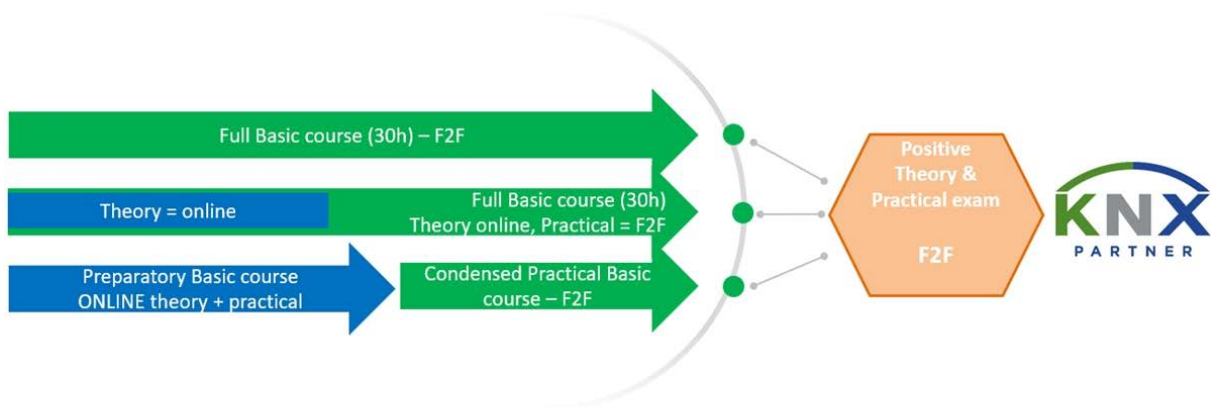 Full Basic course (30h) – F2F
Theory = online
Full Basic course (30h)
Theory online, Practical = F2F
Preparatory Basic course
ONLINE theory + practical
Condensed Practical Basic
course – F2F
Positive
Theory &
Practical exam
F2F
KNX
PARTNER